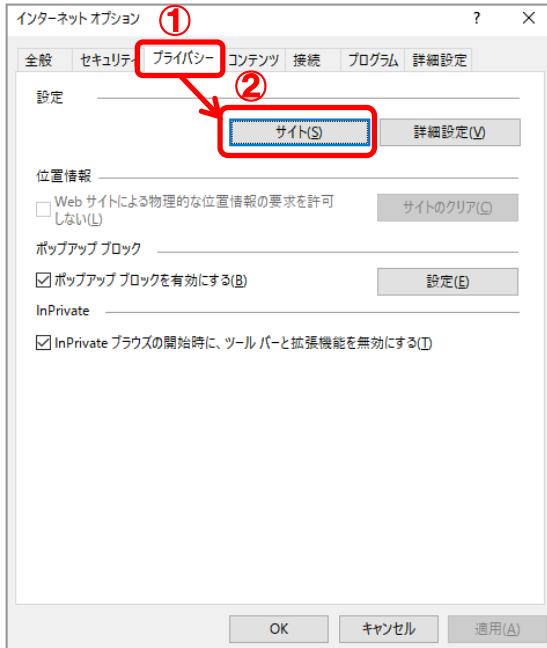 インターネット オプション ① ? ×
全般 セキュリティ プライバシー コンテンツ 接続 プログラム 詳細設定
②
設定
サイト(S) 詳細設定(V)
位置情報
Web サイトによる物理的な位置情報の要求を許可
しない(L)
サイトのクリア(C)
ポップアップ ブロック
ポップアップ ブロックを有効にする(B) 設定(E)
InPrivate
InPrivate ブラウズの開始時に、ツール バーと拡張機能を無効にする(T)
OK キャンセル 適用(A)